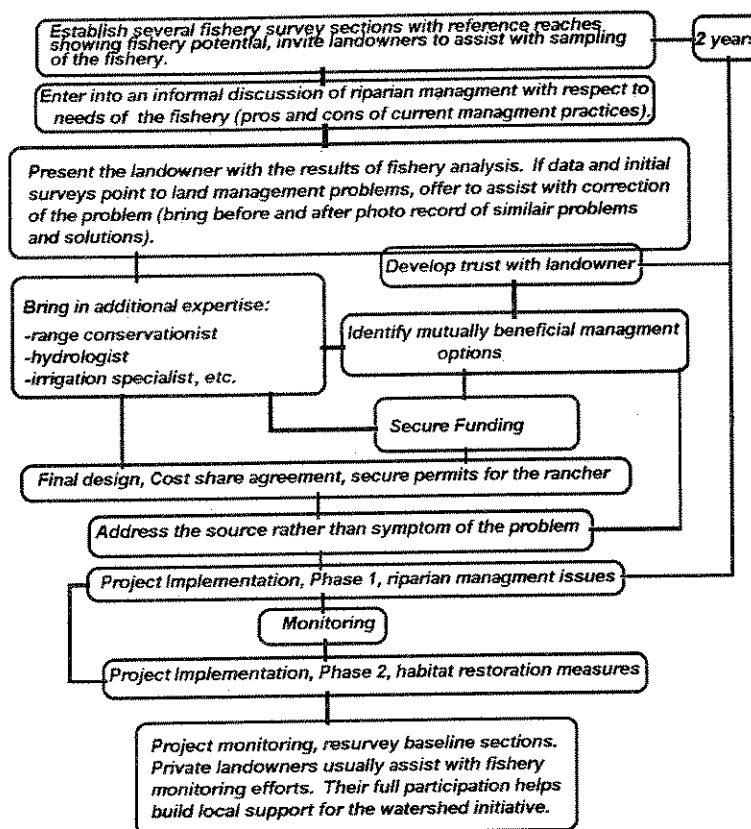 Establish several fishery survey sections with reference reaches
showing fishery potential, invite landowners to assist with sampling
of the fishery.
2 years
Enter into an informal discussion of riparian managment with respect to
needs of the fishery (pros and cons of current managment practices).
Present the landowner with the results of fishery analysis. If data and initial
surveys point to land management problems, offer to assist with correction
of the problem (bring before and after photo record of similair problems
and solutions).
Develop trust with landowner
Bring in additional expertise:
-range conservationist
-hydrologist
-irrigation specialist, etc.
Identify mutually beneficial managment
options
Secure Funding
Final design, Cost share agreement, secure permits for the rancher
Address the source rather than symptom of the problem
Project Implementation, Phase 1, riparian managment issues
Monitoring
Project Implementation, Phase 2, habitat restoration measures
Project monitoring, resurvey baseline sections.
Private landowners usually assist with fishery
monitoring efforts. Their full participation helps
build local support for the watershed initiative.